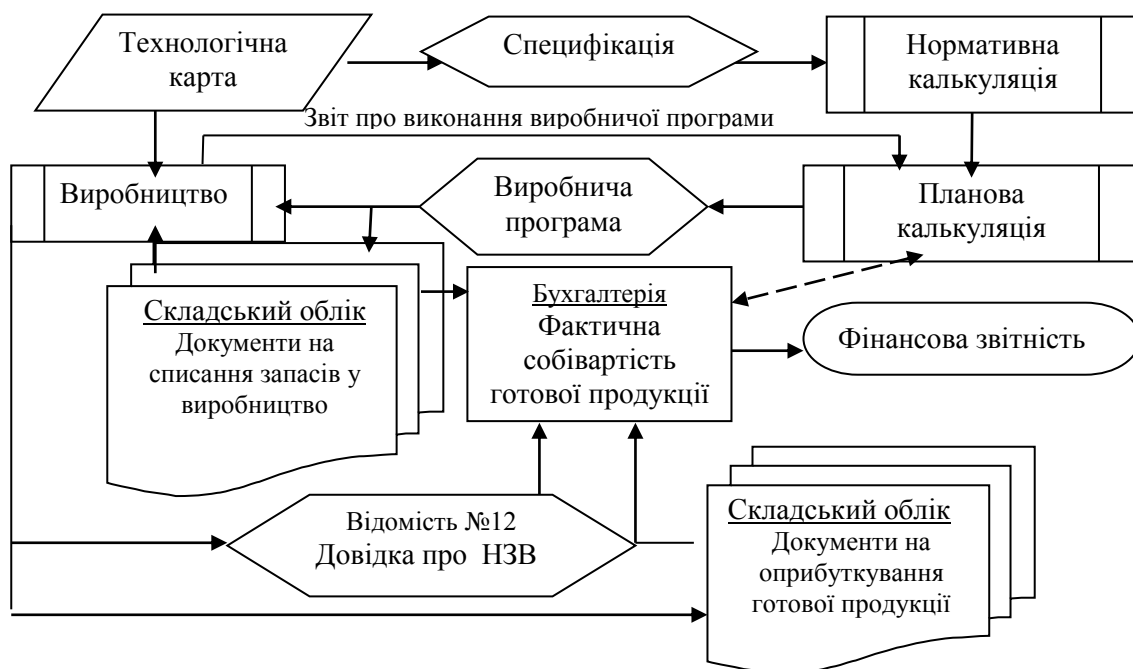 Технологічна
карта
Специфікація
Нормативна
калькуляція
Звіт про виконання виробничої програми
Виробництво
Виробнича
програма
Планова
калькуляція
Складський облік
Документи на
списання запасів у
виробництво
Бухгалтерія
Фактична
собівартість
готової продукції
Фінансова звітність
Відомість №12
Довідка про НЗВ
Складський облік
Документи на
оприбуткування
готової продукції